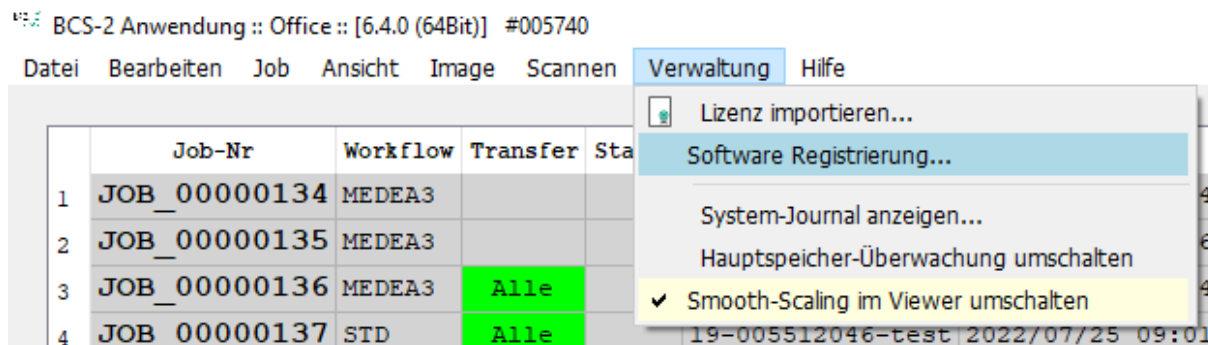 BCS-2 Anwendung :: Office :: [6.4.0 (64Bit)] #005740
Datei Bearbeiten Job Ansicht Image Scannen Verwaltung Hilfe
Lizenz importieren...
Job-Nr Workflow Transfer Sta
Software Registrierung...
1 JOB_00000134 MEDEA3
System-Journal anzeigen...
2 JOB_00000135 MEDEA3
Hauptspeicher-Überwachung umschalten
3 JOB_00000136 MEDEA3 Alle
Smooth-Scaling im Viewer umschalten
4 JOB_00000137 STD Alle 19-005512046-test 2022/07/25 09:01